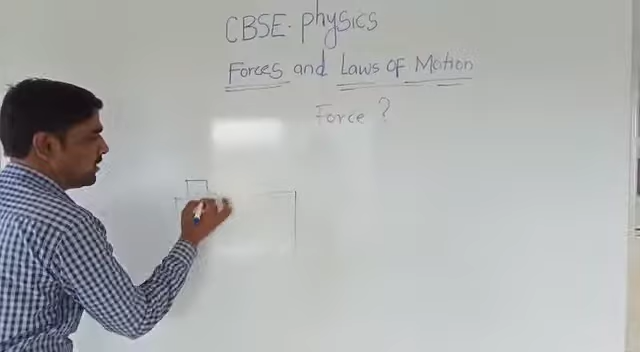 CBSE. Physics
Forces and Laws of Motion
Force ?